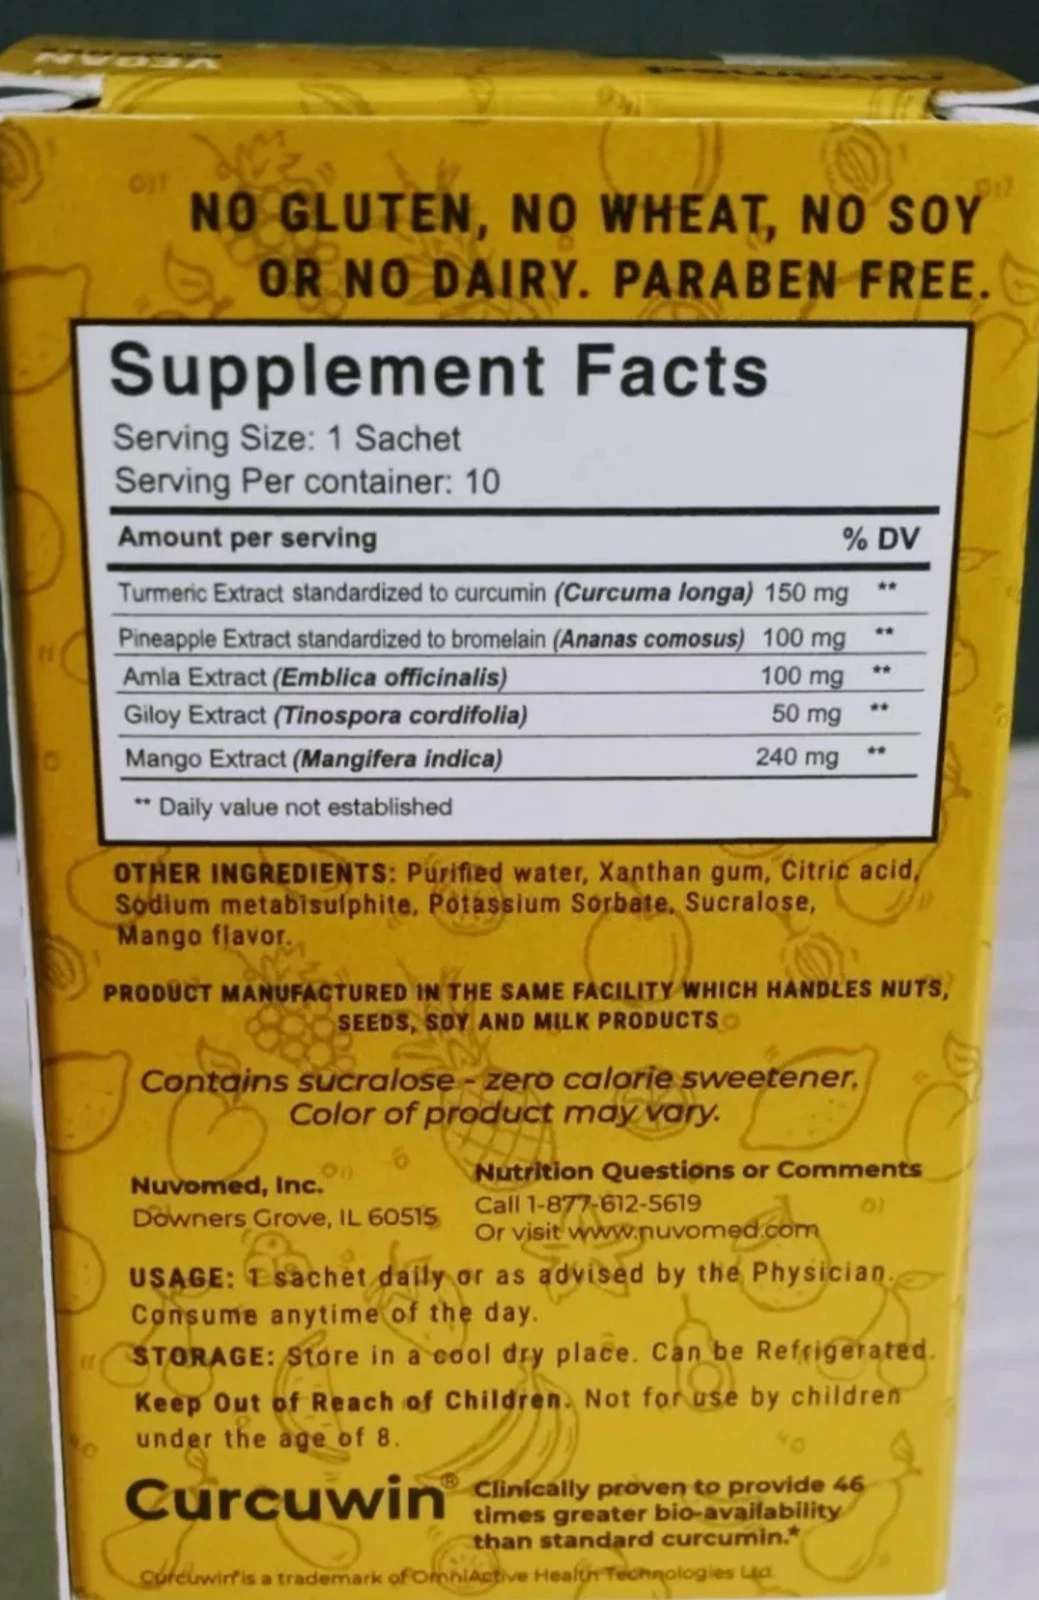 VEGAN
NO GLUTEN, NO WHEAT, NO SOY
OR NO DAIRY. PARABEN FREE.
Supplement Facts
Serving Size: 1 Sachet
Serving Per container: 10
Amount per serving % DV
Turmeric Extract standardized to curcumin (Curcuma longa) 150 mg **
Pineapple Extract standardized to bromelain (Ananas comosus) 100 mg **
Amla Extract (Emblica officinalis) 100 mg **
Giloy Extract (Tinospora cordifolia) 50 mg **
Mango Extract (Mangifera indica) 240 mg **
** Daily value not established
OTHER INGREDIENTS: Purified water, Xanthan gum, Citric acid,
Sodium metabisulphite, Potassium Sorbate, Sucralose,
Mango flavor.
PRODUCT MANUFACTURED IN THE SAME FACILITY WHICH HANDLES NUTS,
SEEDS, SOY AND MILK PRODUCTS
Contains sucralose - zero calorie sweetener.
Color of product may vary.
Nuvomed, Inc.
Downers Grove, IL 60515
Nutrition Questions or Comments
Call 1-877-612-5619
Or visit www.nuvomed.com
USAGE: 1 sachet daily or as advised by the Physician.
Consume anytime of the day.
STORAGE: Store in a cool dry place. Can be Refrigerated.
Keep Out of Reach of Children. Not for use by children
under the age of 8.
Curcuwin®
Clinically proven to provide 46
times greater bio-availability
than standard curcumin.*
Curcuwin® is a trademark of OmniActive Health Technologies Ltd.